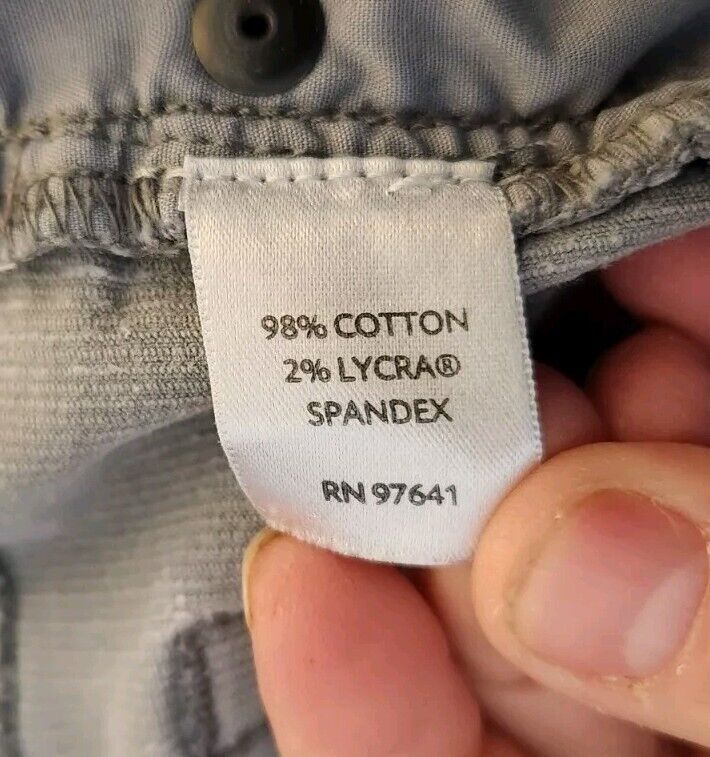 98% COTTON
2% LYCRA®
SPANDEX
RN 97641